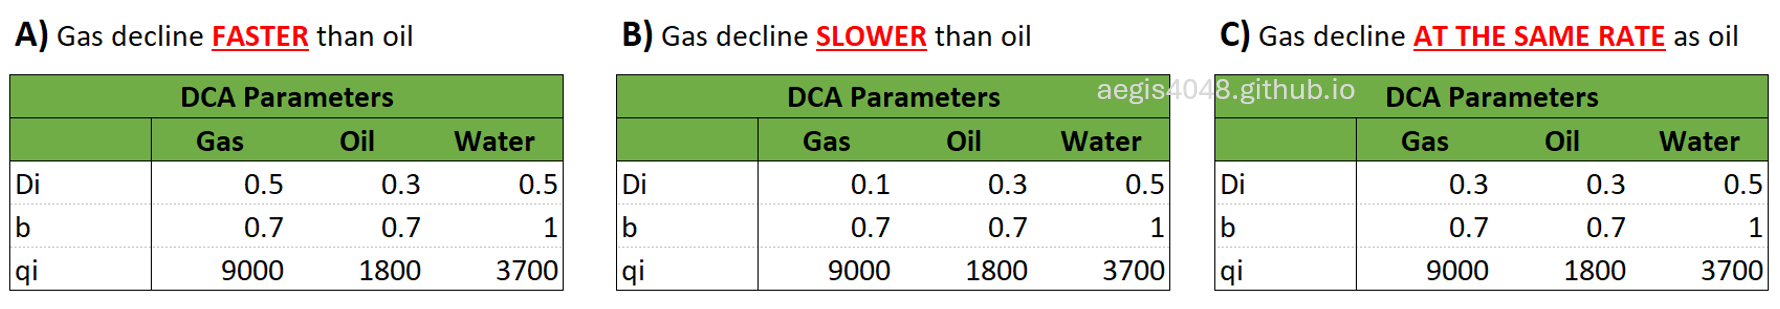 A) Gas decline FASTER than oil
DCA Parameters
Gas Oil Water
Di 0.5 0.3 0.5
b 0.7 0.7 1
qi 9000 1800 3700
B) Gas decline SLOWER than oil
DCA Parameters
Gas Oil Water
Di 0.1 0.3 0.5
b 0.7 0.7 1
qi 9000 1800 3700
aegis4048.github.io
C) Gas decline AT THE SAME RATE as oil
DCA Parameters
Gas Oil Water
Di 0.3 0.3 0.5
b 0.7 0.7 1
qi 9000 1800 3700